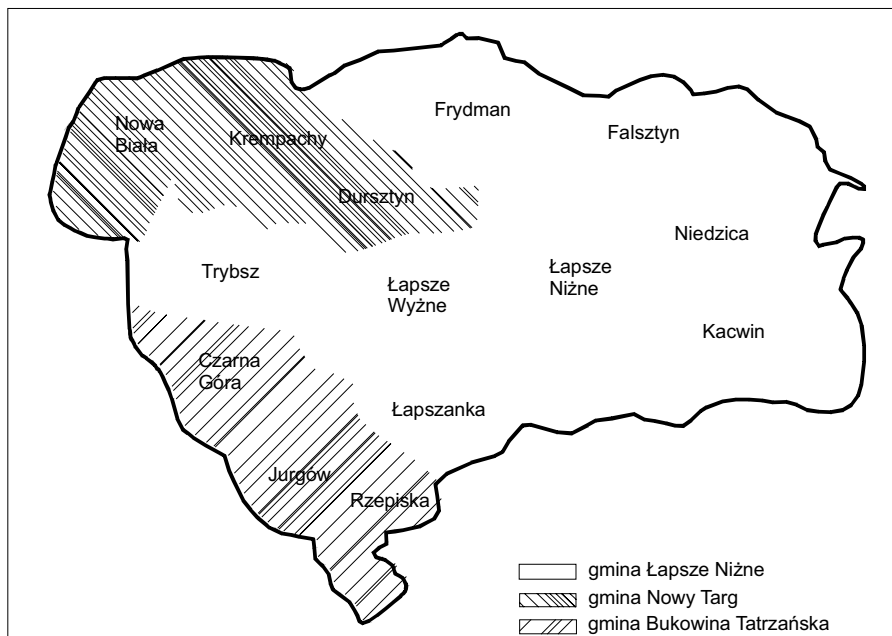 Frydman
Nowa
Biała
Krempachy
Falsztyn
Dursztyn
Niedzica
Trybsz
Łapsze
Wyżne
Łapsze
Niżne
Kacwin
Czarna
Góra
Łapszanka
Jurgów
Rzepiska
gmina Łapsze Niżne
gmina Nowy Targ
gmina Bukowina Tatrzańska